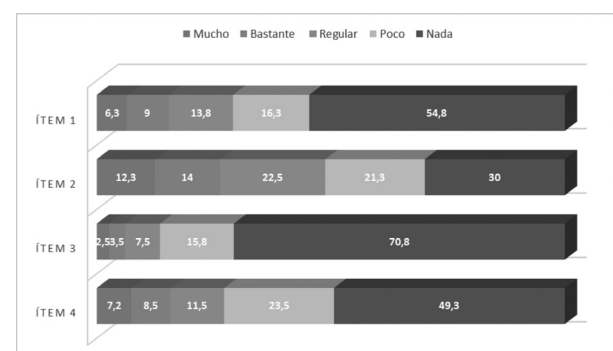 Mucho Bastante Regular Poco Nada
ÍTEM 1 6,3 9 13,8 16,3 54,8
ÍTEM 2 12,3 14 22,5 21,3 30
ÍTEM 3 2,5 3,5 7,5 15,8 70,8
ÍTEM 4 7,2 8,5 11,5 23,5 49,3